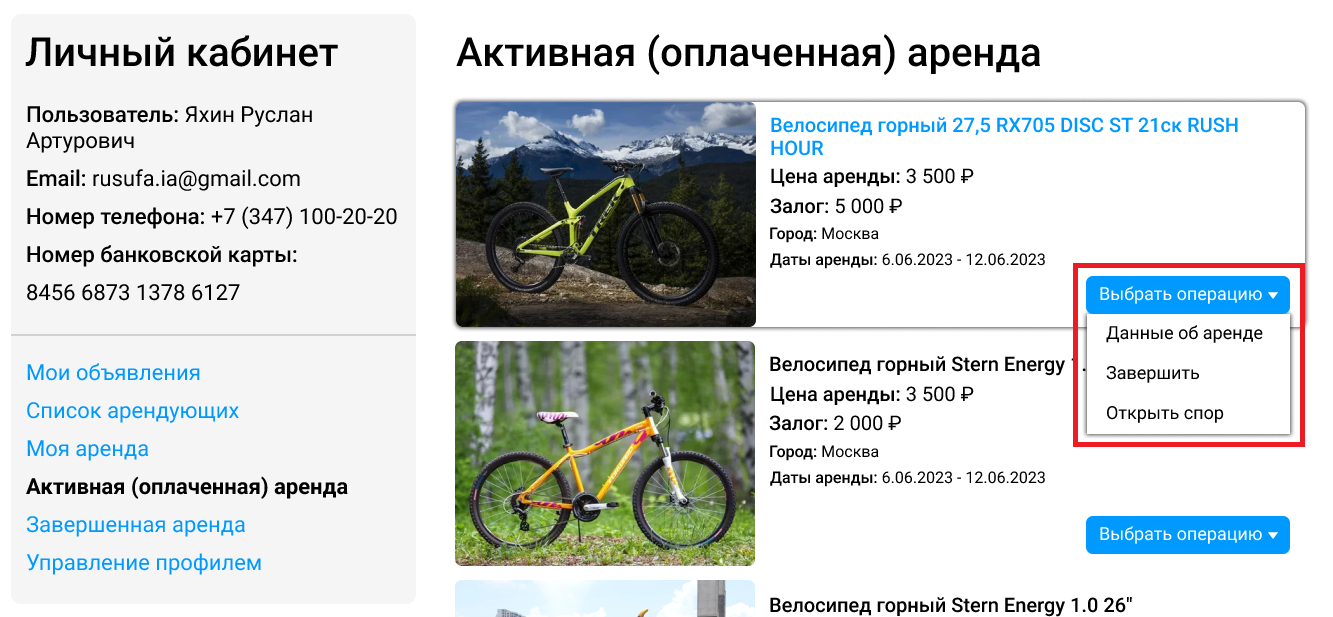 Личный кабинет
Пользователь: Яхин Руслан
Артурович
Email: rusufa.ia@gmail.com
Номер телефона: +7 (347) 100-20-20
Номер банковской карты:
8456 6873 1378 6127
Мои объявления
Список арендующих
Моя аренда
Активная (оплаченная) аренда
Завершенная аренда
Управление профилем
Активная (оплаченная) аренда
Велосипед горный 27,5 RX705 DISC ST 21ск RUSH
HOUR
Цена аренды: 3 500 ₽
Залог: 5 000 ₽
Город: Москва
Даты аренды: 6.06.2023 - 12.06.2023
Выбрать операцию
Данные об аренде
Завершить
Открыть спор
Велосипед горный Stern Energy 1.
Цена аренды: 3 500 ₽
Залог: 2 000 ₽
Город: Москва
Даты аренды: 6.06.2023 - 12.06.2023
Выбрать операцию
Велосипед горный Stern Energy 1.0 26"